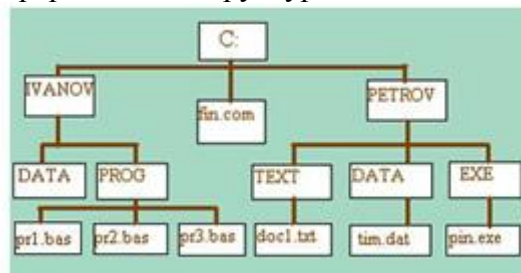 C:
IVANOV
fin.com
PETROV
DATA PROG TEXT DATA EXE
pr1.bas pr2.bas pr3.bas doc1.txt tim.dat pin.exe